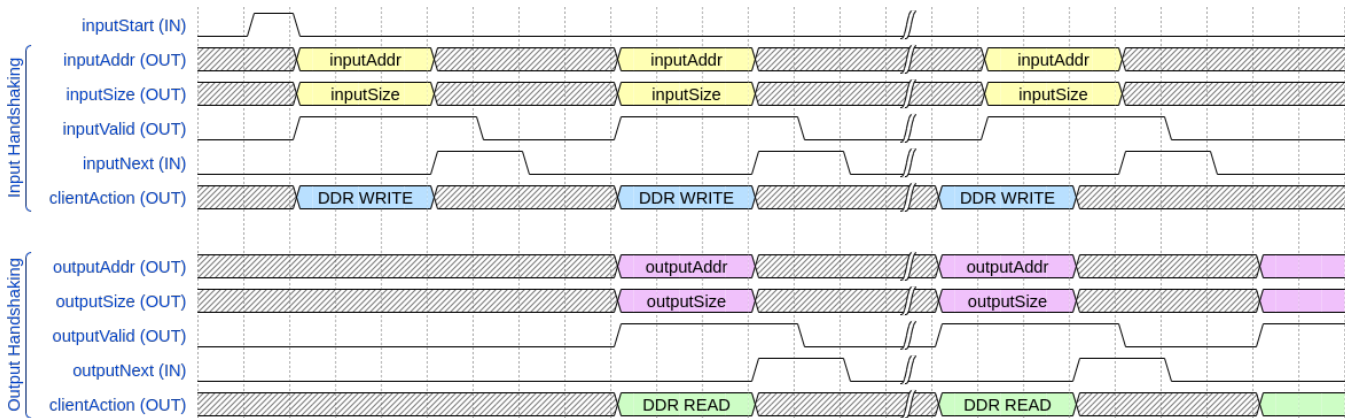 inputStart (IN)
Input Handshaking
inputAddr (OUT) inputAddr inputAddr inputAddr
inputSize (OUT) inputSize inputSize inputSize
inputValid (OUT)
inputNext (IN)
clientAction (OUT) DDR WRITE DDR WRITE DDR WRITE
Output Handshaking
outputAddr (OUT) outputAddr outputAddr
outputSize (OUT) outputSize outputSize
outputValid (OUT)
outputNext (IN)
clientAction (OUT) DDR READ DDR READ